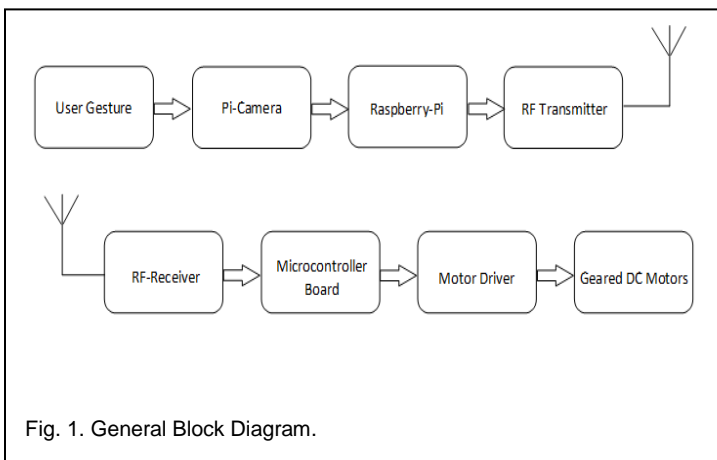 User Gesture
Pi-Camera
Raspberry-Pi
RF Transmitter
RF-Receiver
Microcontroller
Board
Motor Driver
Geared DC Motors
Fig. 1. General Block Diagram.